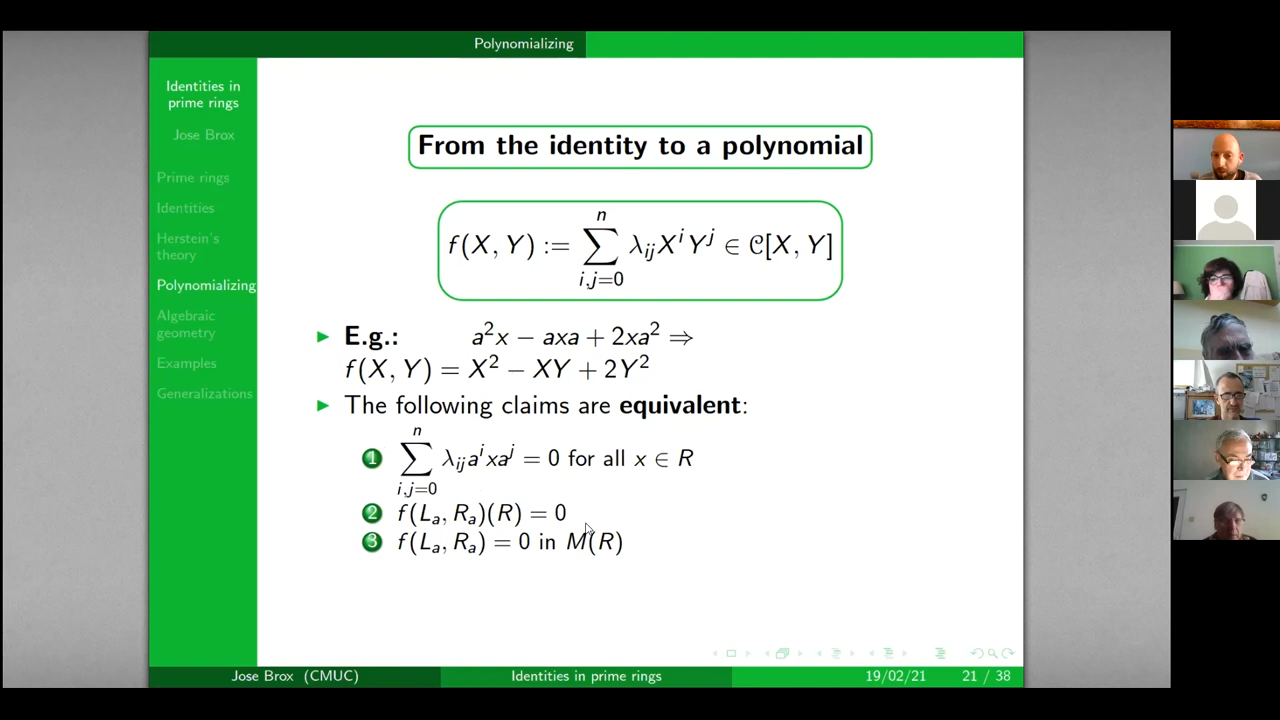 Polynomializing
Identities in
prime rings
Jose Brox
Prime rings
Identities
Herstein's
theory
Polynomializing
Algebraic
geometry
Examples
Generalizations
From the identity to a polynomial
f(X, Y) := ∑_{i,j=0}^{n} λ_{ij} X^i Y^j ∈ 𝒞[X, Y]
▶ E.g.: a²x − axa + 2xa² ⇒
f(X, Y) = X² − XY + 2Y²
▶ The following claims are equivalent:
1 ∑_{i,j=0}^{n} λ_{ij} a^i x a^j = 0 for all x ∈ R
2 f(L_a, R_a)(R) = 0
3 f(L_a, R_a) = 0 in M(R)
Jose Brox (CMUC) Identities in prime rings 19/02/21 21 / 38